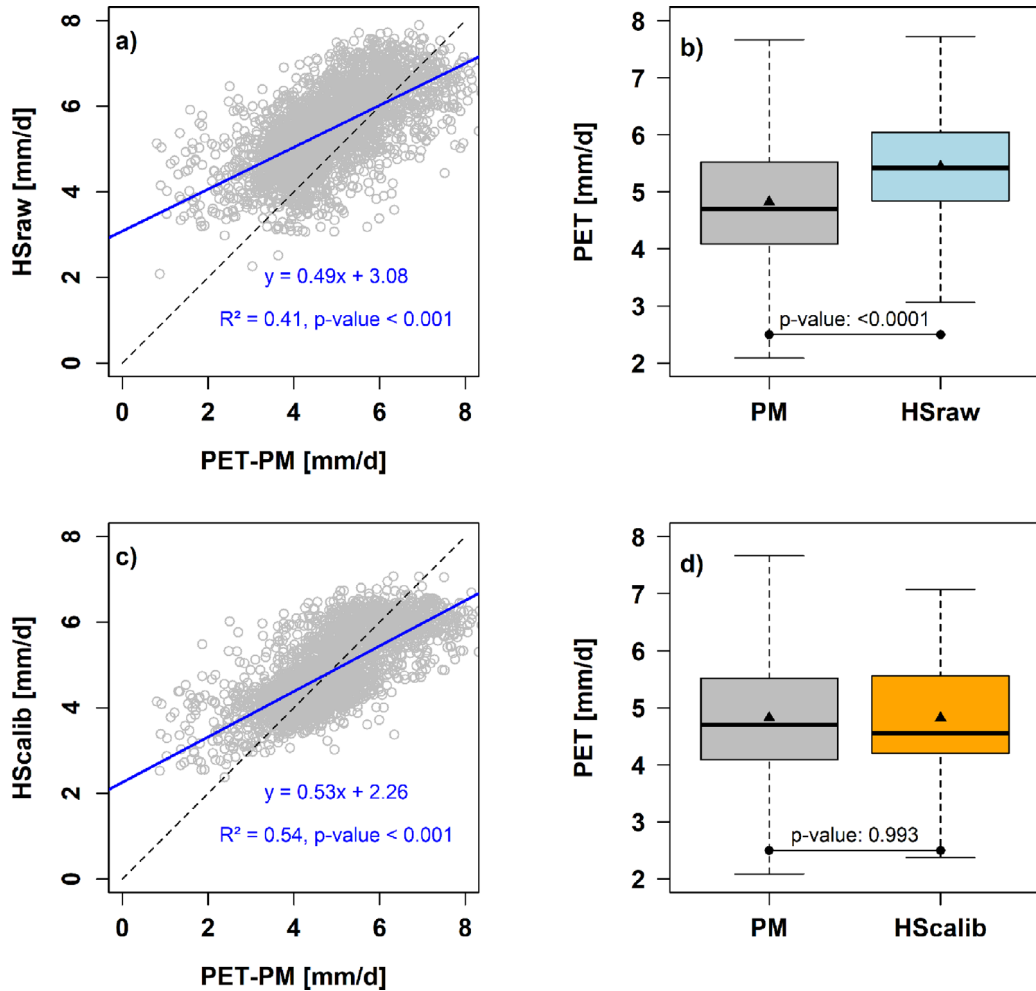 a)
HSraw [mm/d]
8
6
4
2
0
y = 0.49x + 3.08
R² = 0.41, p-value < 0.001
0 2 4 6 8
PET-PM [mm/d]
b)
PET [mm/d]
8
7
6
5
4
3
2
p-value: <0.0001
PM HSraw
c)
HScalib [mm/d]
8
6
4
2
0
y = 0.53x + 2.26
R² = 0.54, p-value < 0.001
0 2 4 6 8
PET-PM [mm/d]
d)
PET [mm/d]
8
7
6
5
4
3
2
p-value: 0.993
PM HScalib